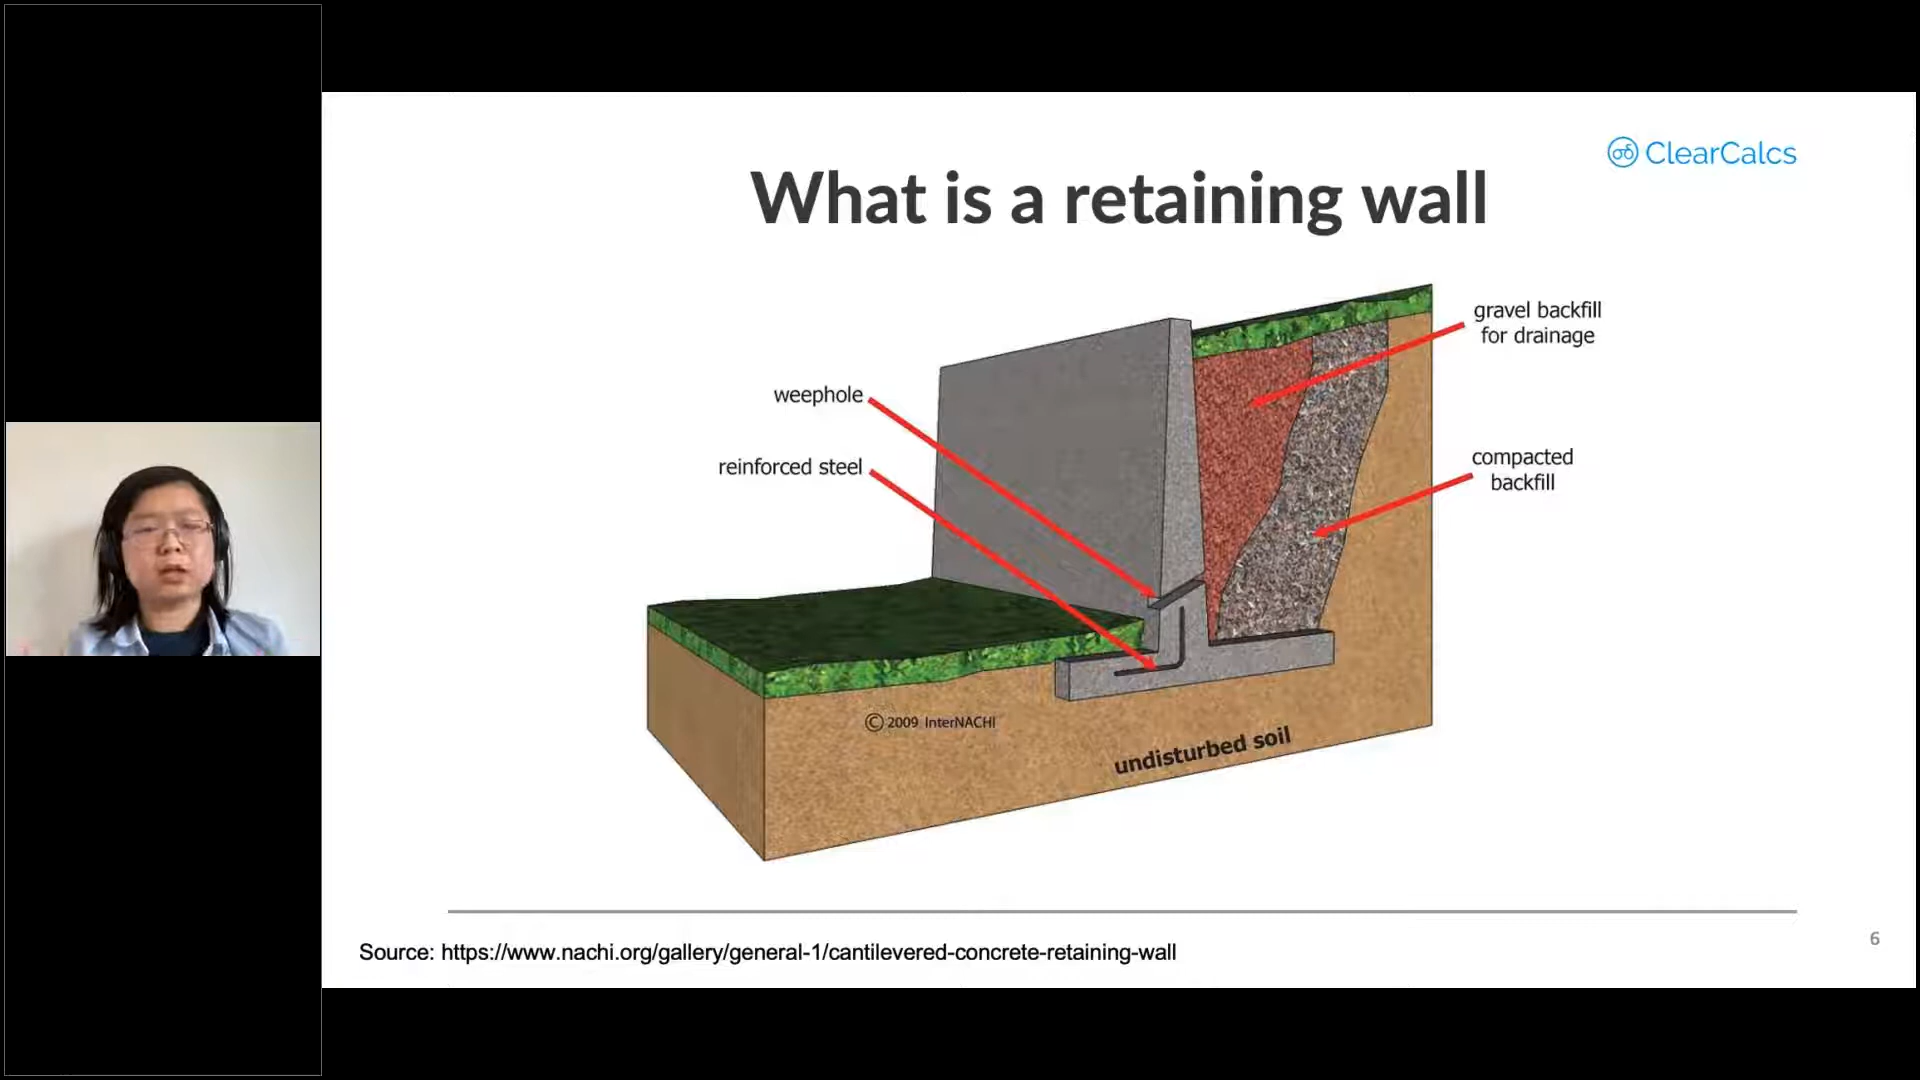 ClearCalcs
What is a retaining wall
gravel backfill
for drainage
weephole
reinforced steel
compacted
backfill
© 2009 InterNACHI
undisturbed soil
Source: https://www.nachi.org/gallery/general-1/cantilevered-concrete-retaining-wall
6